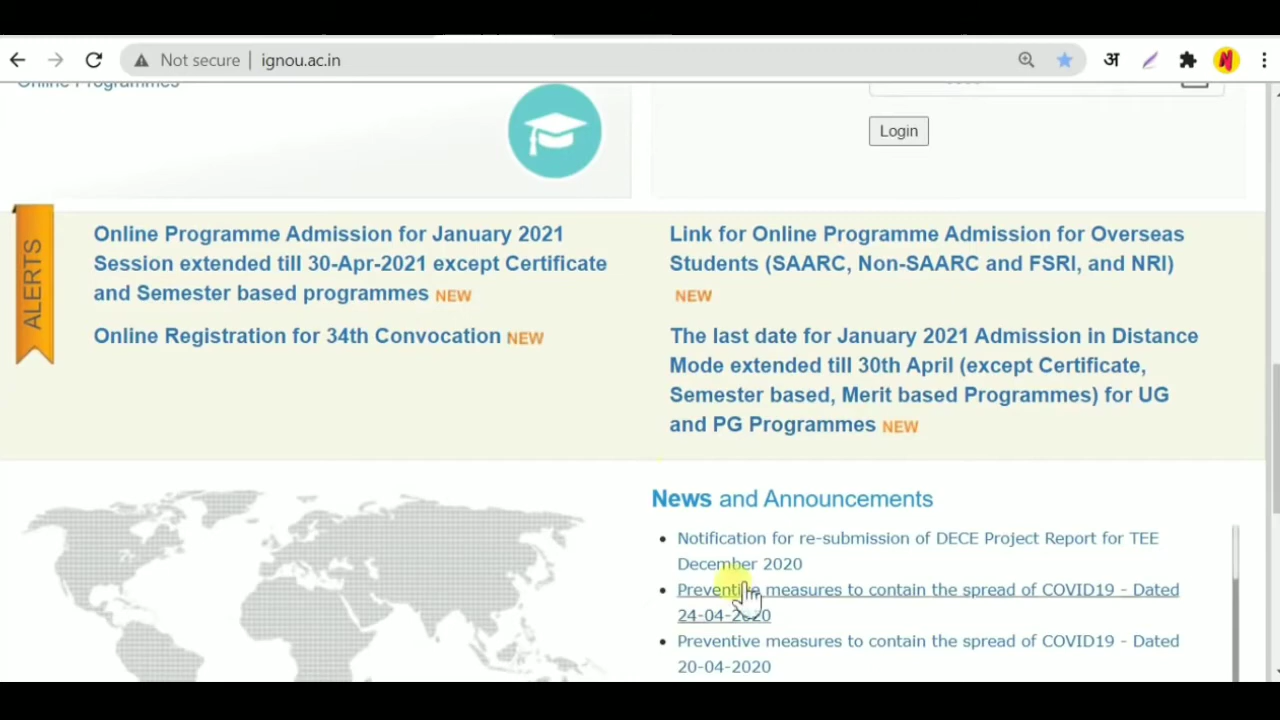 Not secure
ignou.ac.in
अ
Online Programmes
Login
ALERTS
Online Programme Admission for January 2021
Session extended till 30-Apr-2021 except Certificate
and Semester based programmes NEW
Online Registration for 34th Convocation NEW
Link for Online Programme Admission for Overseas
Students (SAARC, Non-SAARC and FSRI, and NRI)
NEW
The last date for January 2021 Admission in Distance
Mode extended till 30th April (except Certificate,
Semester based, Merit based Programmes) for UG
and PG Programmes NEW
News and Announcements
Notification for re-submission of DECE Project Report for TEE
December 2020
Preventive measures to contain the spread of COVID19 - Dated
24-04-2020
Preventive measures to contain the spread of COVID19 - Dated
20-04-2020